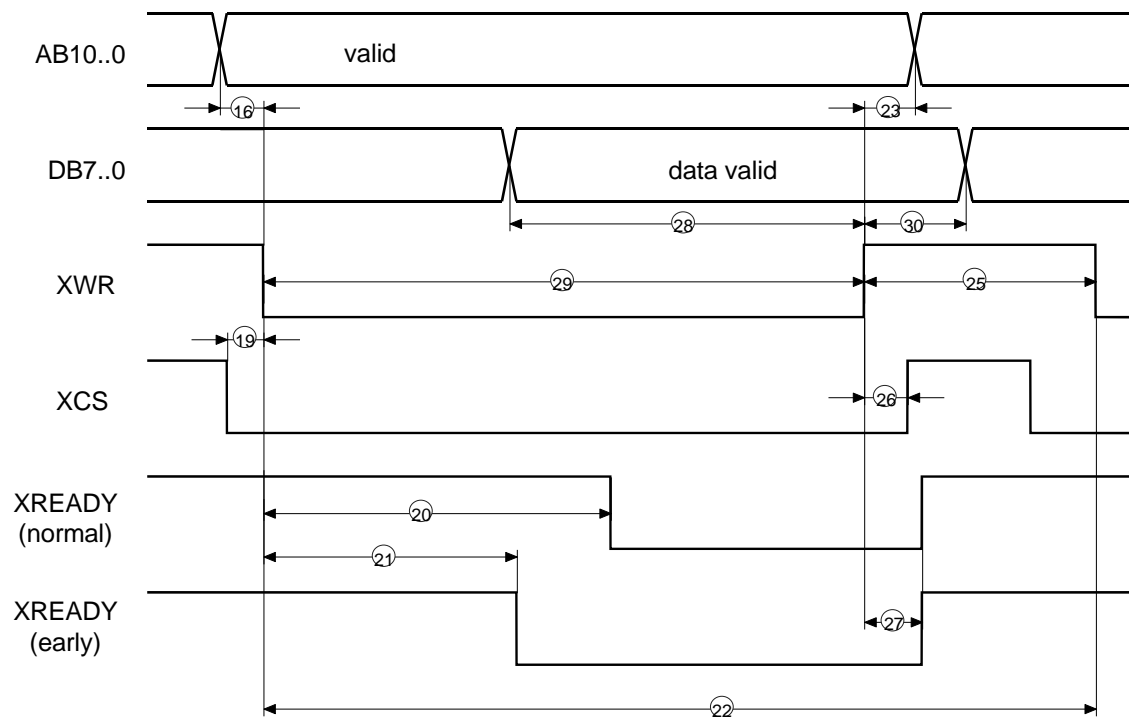 AB10..0
valid
16
23
DB7..0
data valid
28
30
XWR
29
25
19
XCS
26
XREADY
(normal)
20
21
XREADY
(early)
27
22